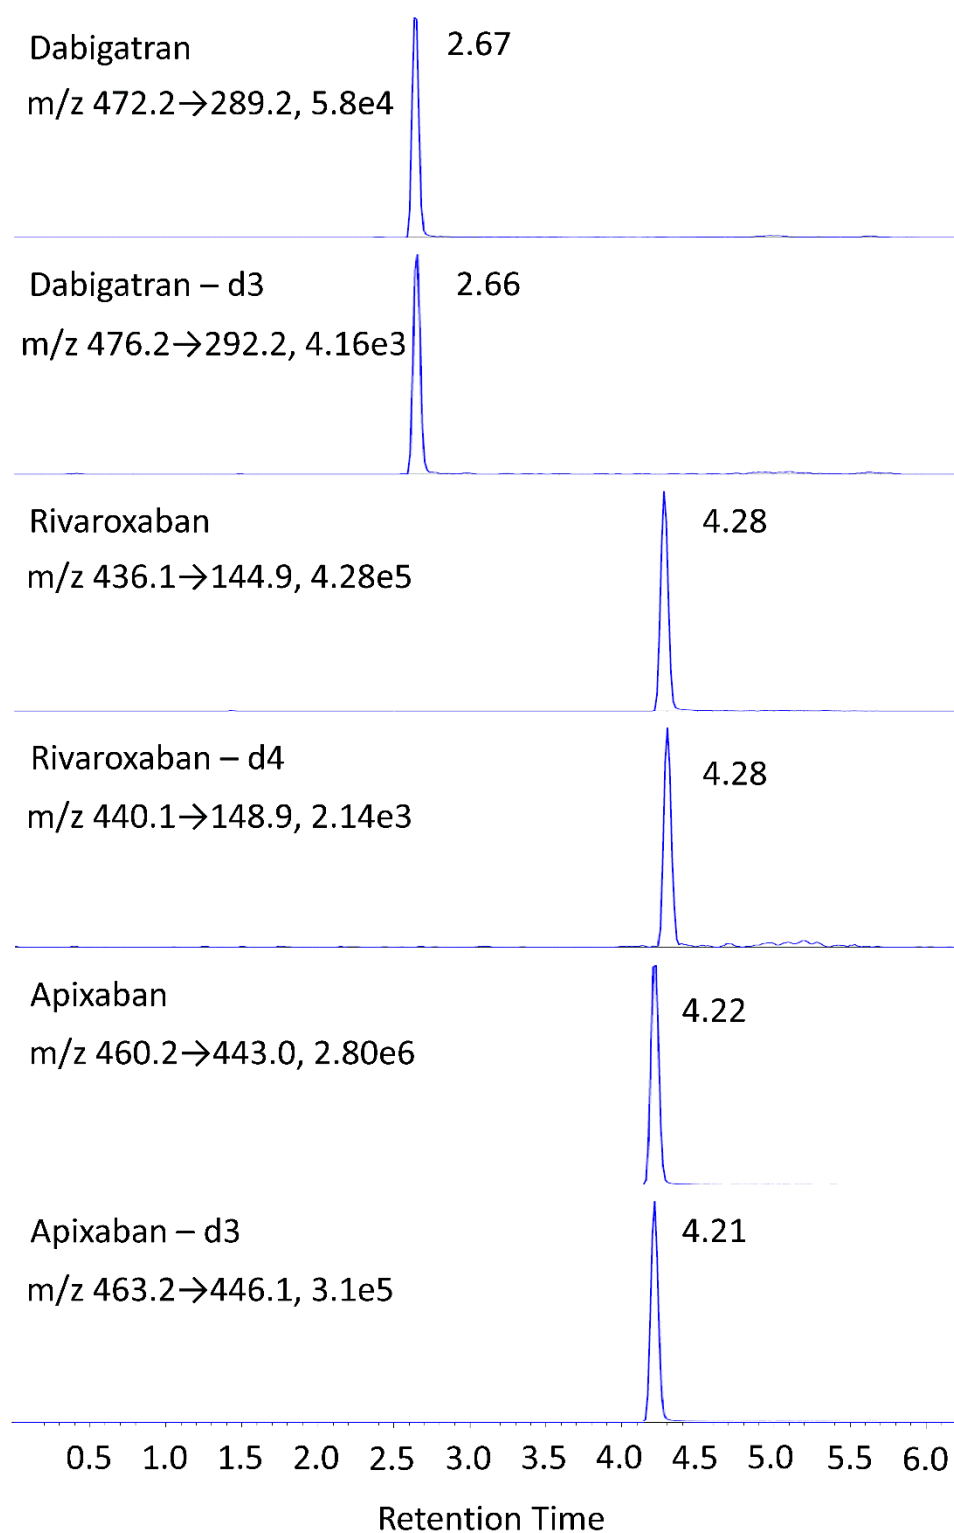 Dabigatran
2.67
m/z 472.2→289.2, 5.8e4
Dabigatran – d3
2.66
m/z 476.2→292.2, 4.16e3
Rivaroxaban
4.28
m/z 436.1→144.9, 4.28e5
Rivaroxaban – d4
4.28
m/z 440.1→148.9, 2.14e3
Apixaban
4.22
m/z 460.2→443.0, 2.80e6
Apixaban – d3
4.21
m/z 463.2→446.1, 3.1e5
0.5 1.0 1.5 2.0 2.5 3.0 3.5 4.0 4.5 5.0 5.5 6.0
Retention Time